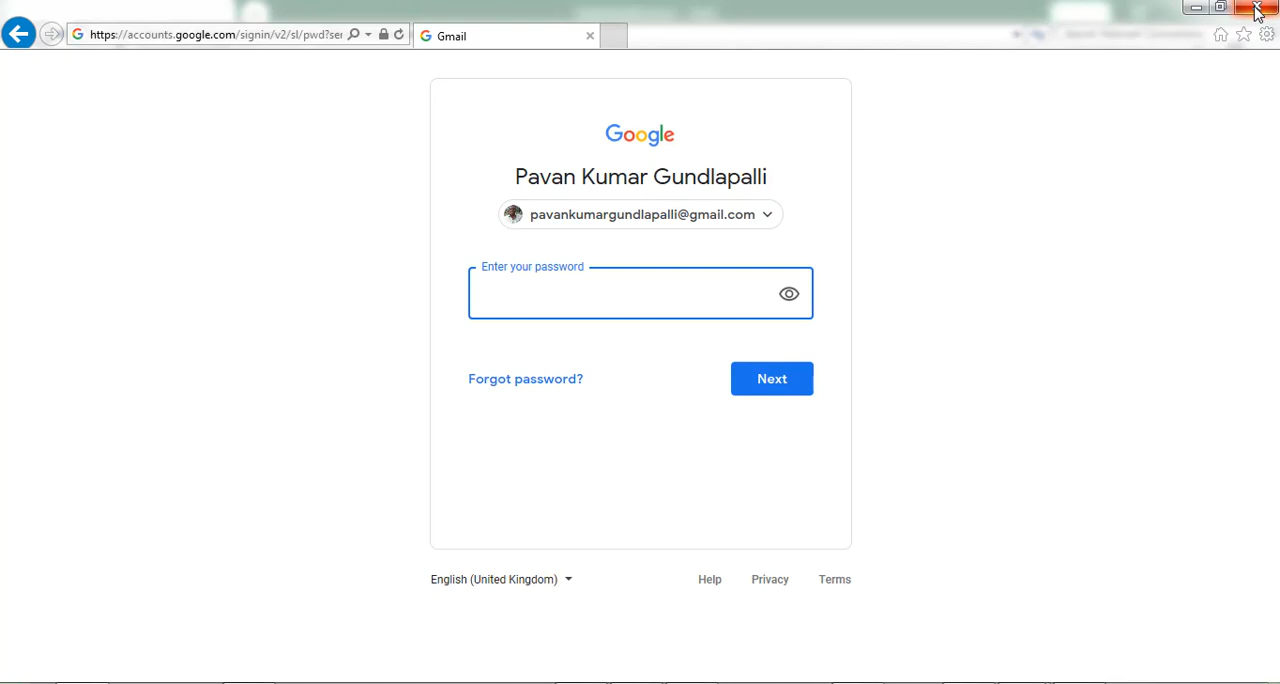 https://accounts.google.com/signin/v2/sl/pwd?ser
Gmail
Google
Pavan Kumar Gundlapalli
pavankumargundlapalli@gmail.com
Enter your password
Forgot password?
Next
English (United Kingdom)
Help
Privacy
Terms